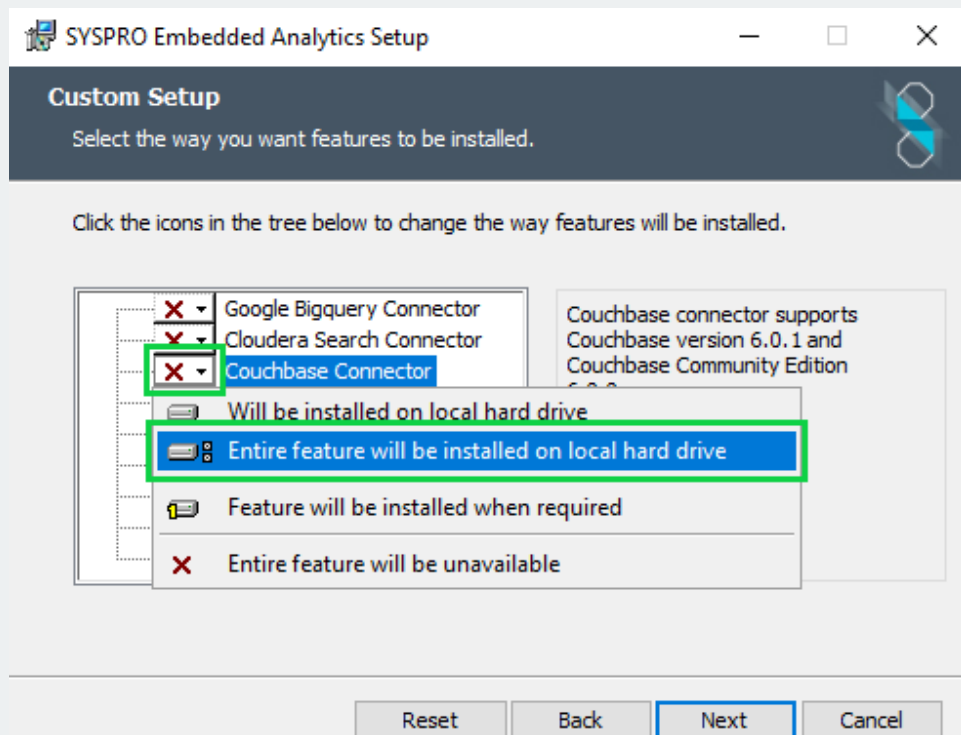 SYSPRO Embedded Analytics Setup
Custom Setup
Select the way you want features to be installed.
Click the icons in the tree below to change the way features will be installed.
Google Bigquery Connector
Cloudera Search Connector
Couchbase Connector
Couchbase connector supports
Couchbase version 6.0.1 and
Couchbase Community Edition
Will be installed on local hard drive
Entire feature will be installed on local hard drive
Feature will be installed when required
Entire feature will be unavailable
Reset
Back
Next
Cancel